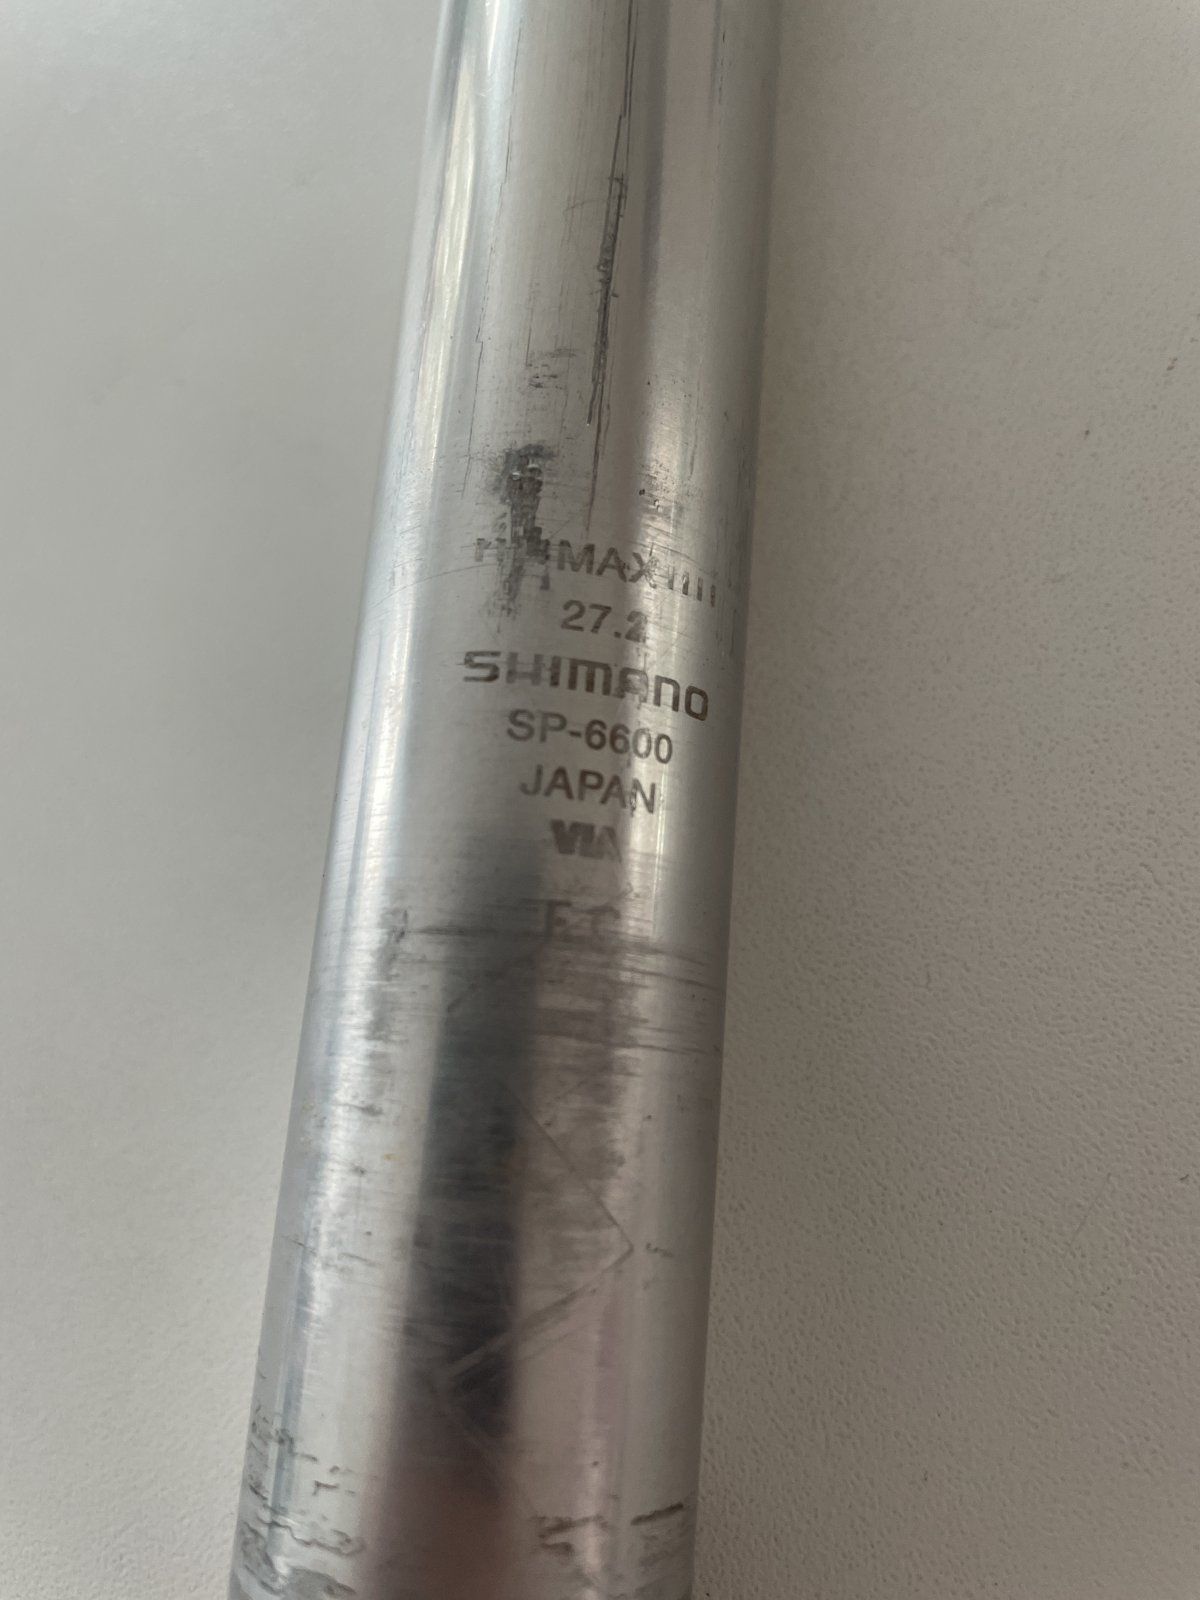 MAX
27.2
SHIMANO
SP-6600
JAPAN
VIA